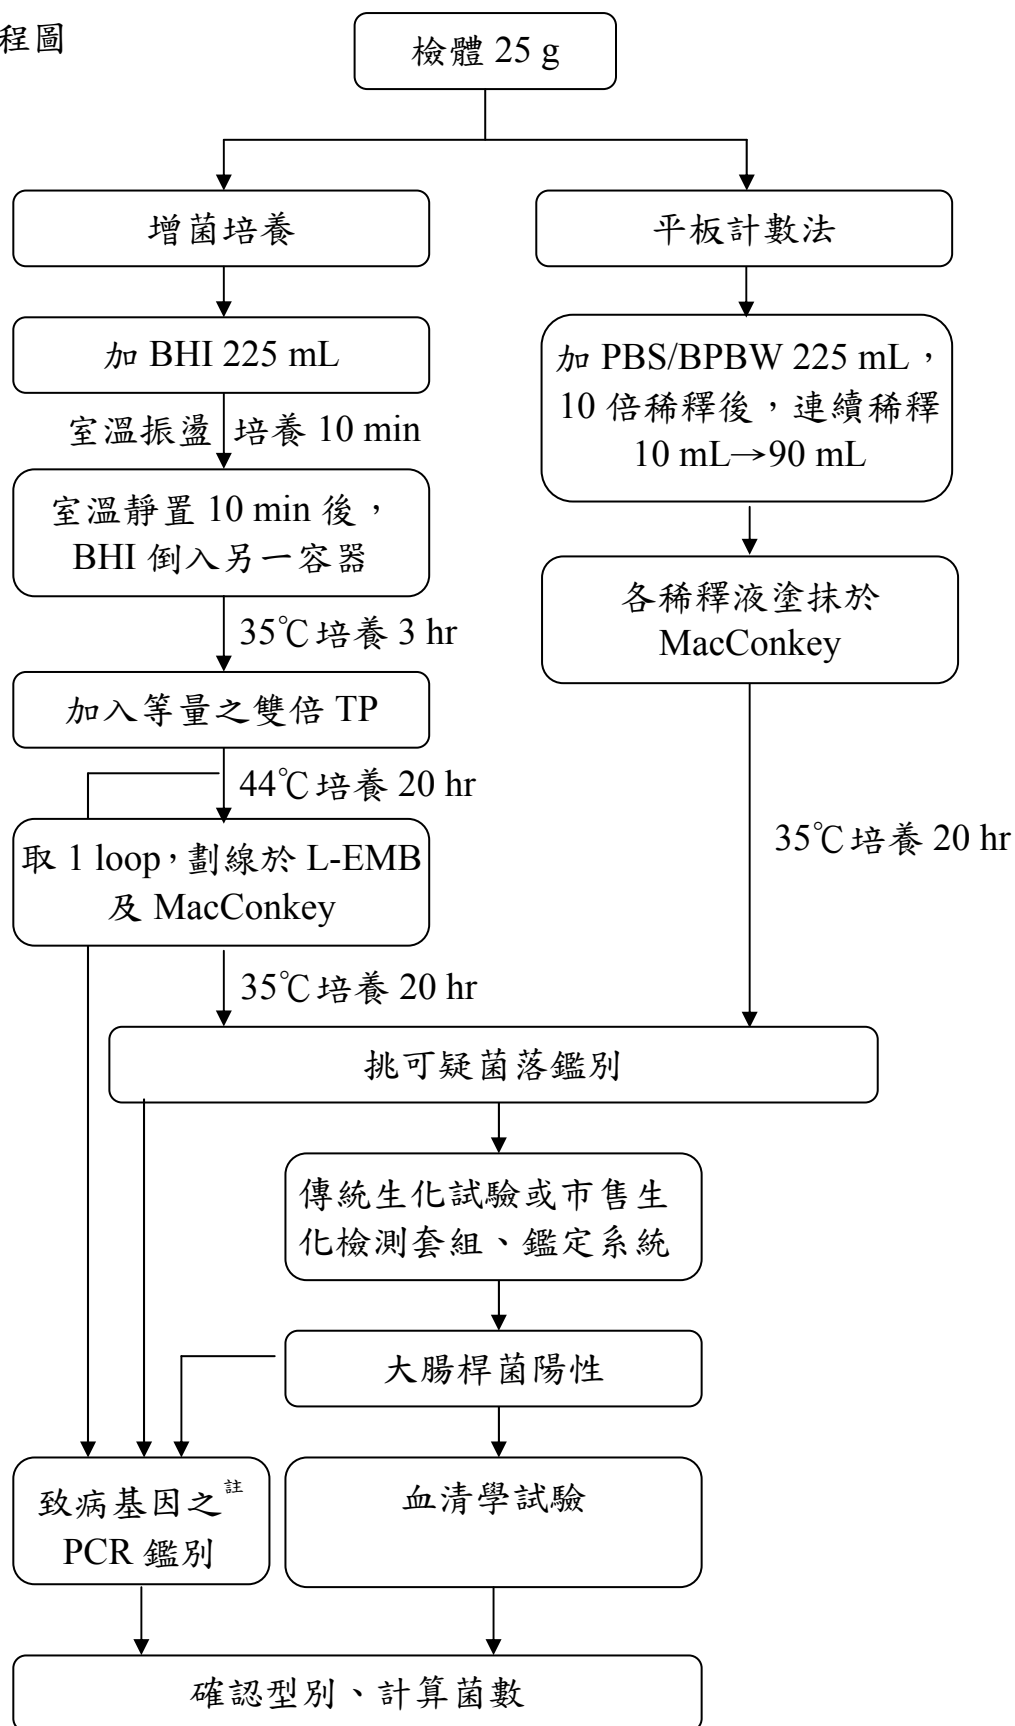 程圖
檢體 25 g
增菌培養
平板計數法
加 BHI 225 mL
加 PBS/BPBW 225 mL，
10 倍稀釋後，連續稀釋
10 mL→90 mL
室溫振盪 培養 10 min
室溫靜置 10 min 後，
BHI 倒入另一容器
各稀釋液塗抹於
MacConkey
35℃培養 3 hr
加入等量之雙倍 TP
44℃培養 20 hr
取 1 loop，劃線於 L-EMB
及 MacConkey
35℃培養 20 hr
35℃培養 20 hr
挑可疑菌落鑑別
傳統生化試驗或市售生
化檢測套組、鑑定系統
大腸桿菌陽性
致病基因之註
PCR 鑑別
血清學試驗
確認型別、計算菌數